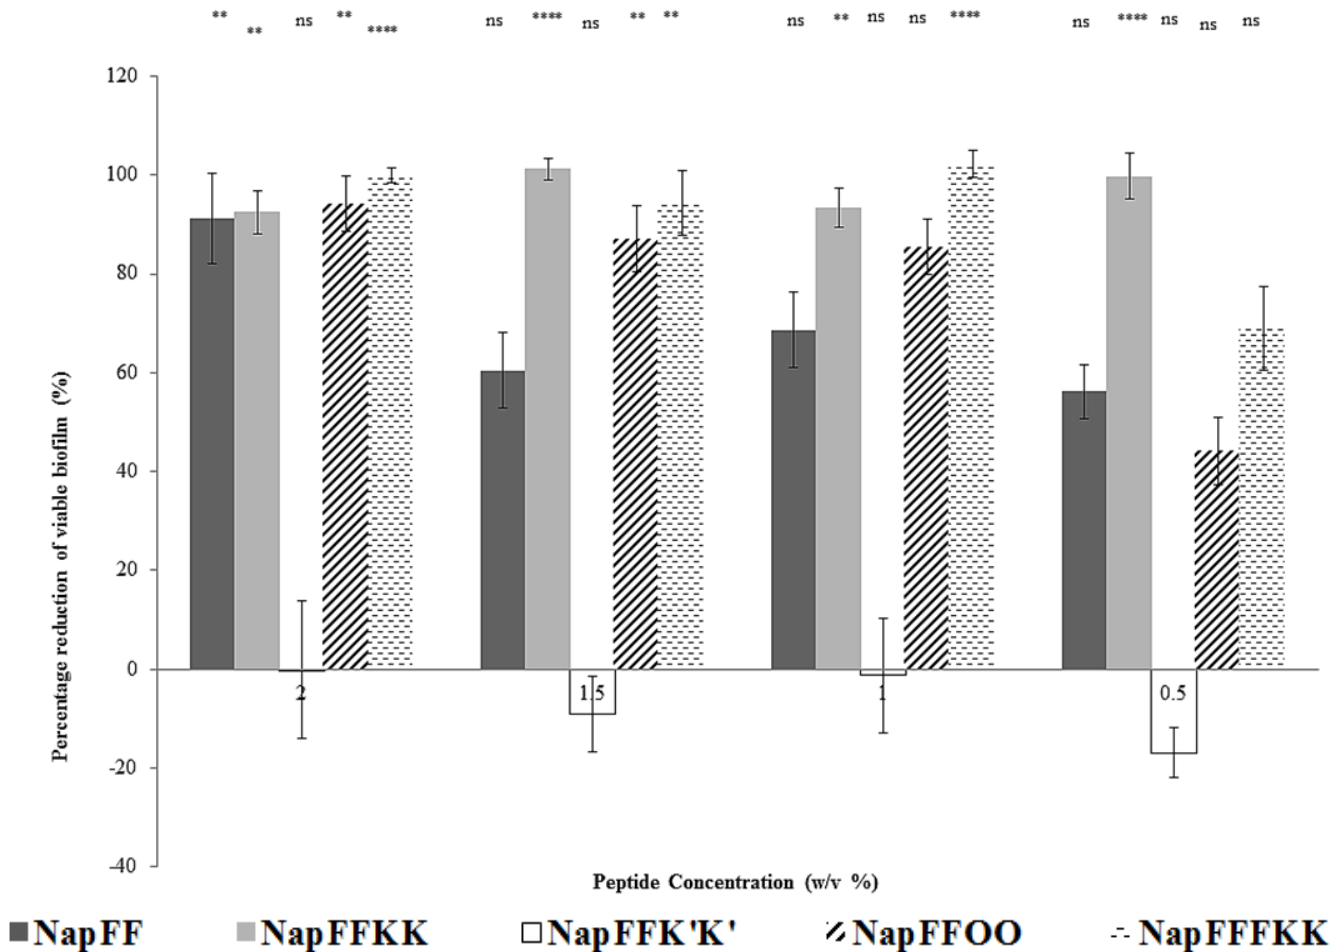 ** ** ns ** **** ns **** ns ** ** ns ** ns ns **** ns **** ns ns ns
120
100
80
60
40
20
0
-20
-40
Percentage reduction of viable biofilm (%)
2 1.5 1 0.5
Peptide Concentration (w/v %)
NapFF NapFFKK NapFFK'K' NapFFOO NapFFFKK